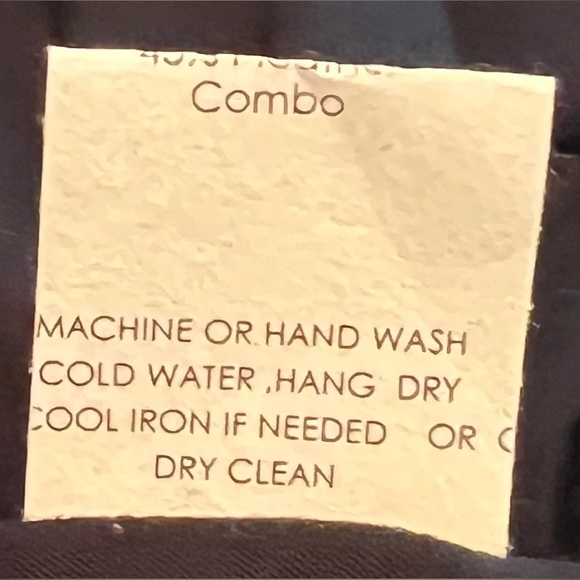 Combo
MACHINE OR HAND WASH
COLD WATER ,HANG DRY
COOL IRON IF NEEDED OR
DRY CLEAN